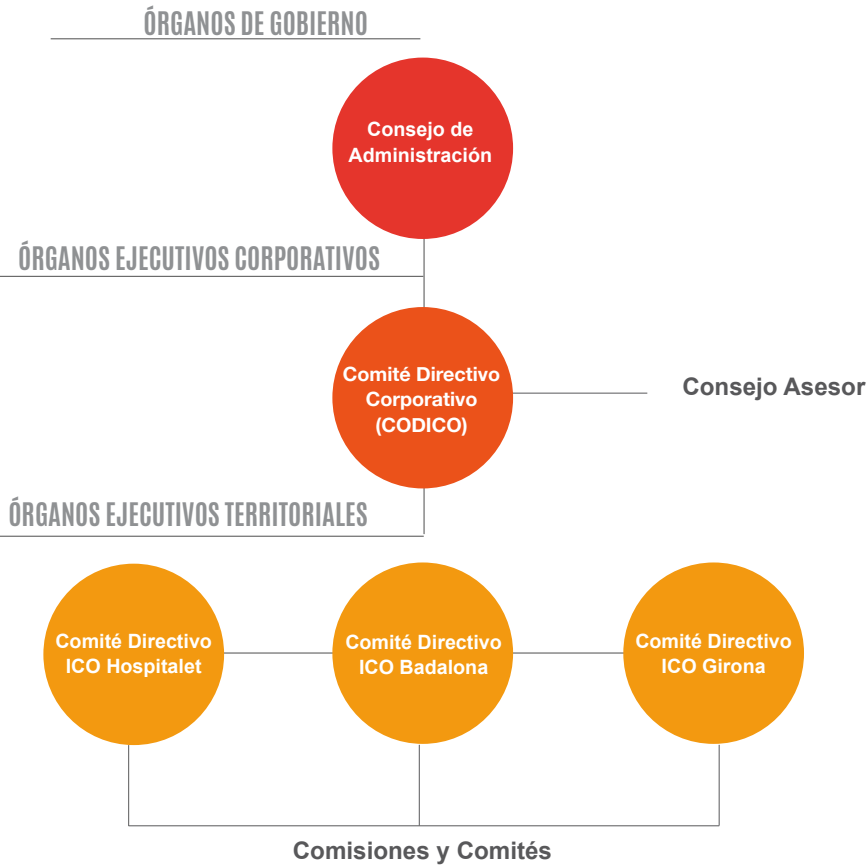 ÓRGANOS DE GOBIERNO
Consejo de
Administración
ÓRGANOS EJECUTIVOS CORPORATIVOS
Comité Directivo
Corporativo
(CODICO)
Consejo Asesor
ÓRGANOS EJECUTIVOS TERRITORIALES
Comité Directivo
ICO Hospitalet
Comité Directivo
ICO Badalona
Comité Directivo
ICO Girona
Comisiones y Comités